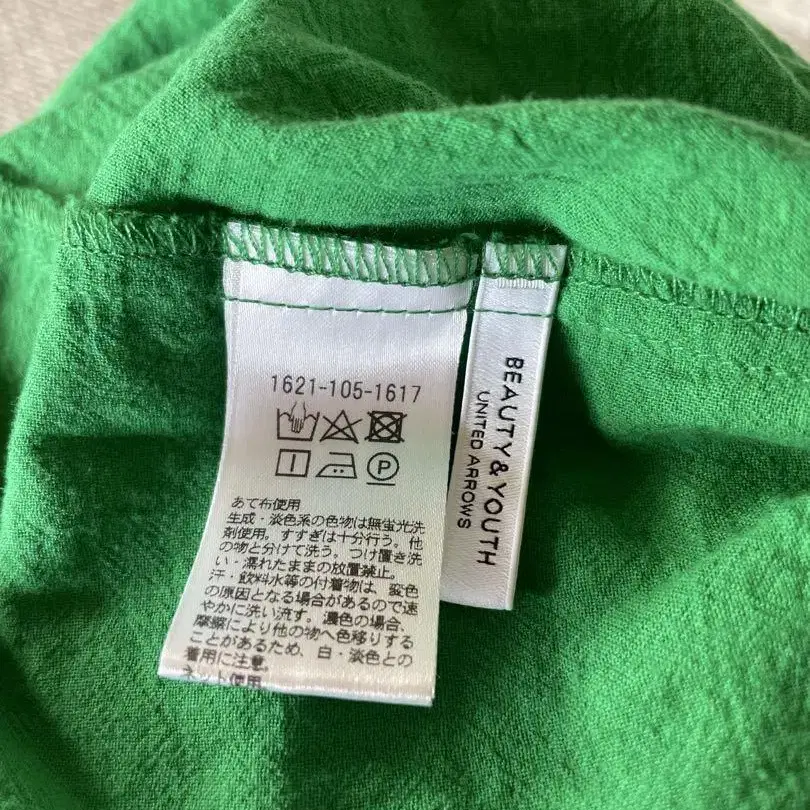 1621-105-1617
あて布使用
生成・淡色系の色物は無蛍光洗
剤使用。すすぎは十分行う。他
の物と分けて洗う。つけ置き洗
い・濡れたままの放置禁止。
汗・飲料水等の付着物は、変色
の原因となる場合があるので速
やかに洗い流す。濃色の場合、
摩擦により他の物へ色移りする
ことがあるため、白・淡色との
着用に注意。
ネット使用
BEAUTY & YOUTH
UNITED ARROWS